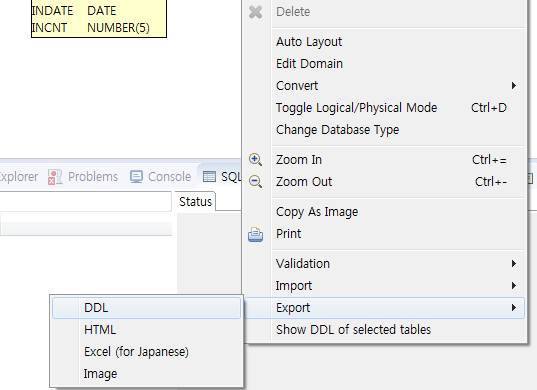 INDATE DATE
INCNT NUMBER(5)
Delete
Auto Layout
Edit Domain
Convert
Toggle Logical/Physical Mode Ctrl+D
Change Database Type
Zoom In Ctrl+=
Zoom Out Ctrl+-
Copy As Image
Print
Validation
Import
Export
Show DDL of selected tables
Explorer Problems Console SQL
Status
DDL
HTML
Excel (for Japanese)
Image